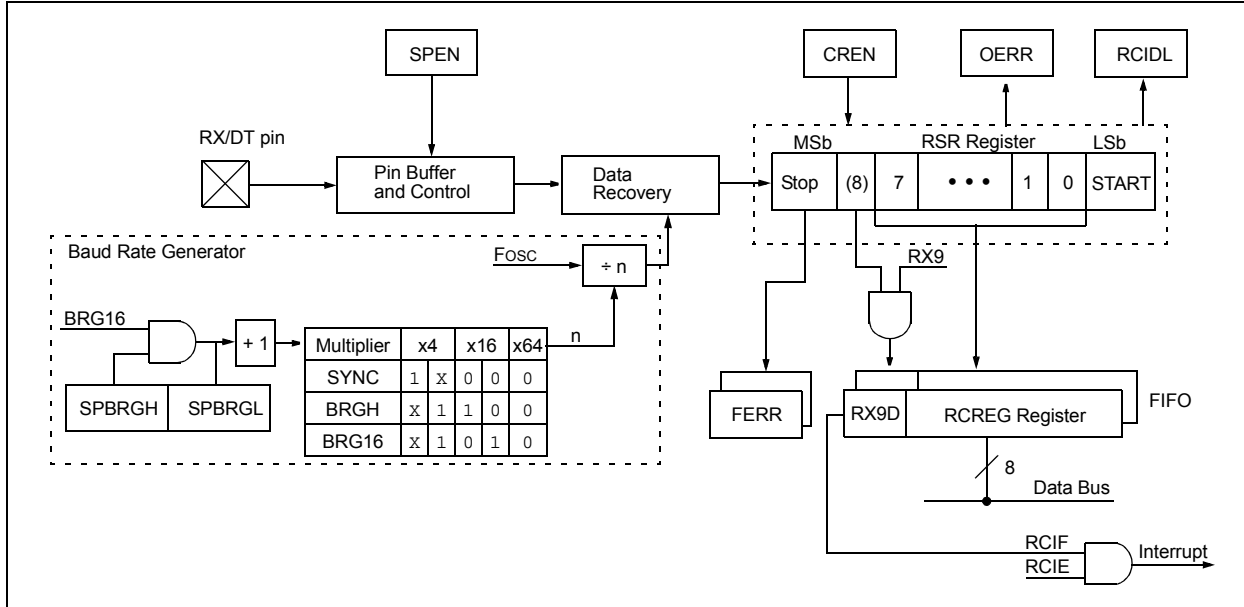 SPEN
CREN
OERR
RCIDL
RX/DT pin
Pin Buffer
and Control
Data
Recovery
MSb
RSR Register
LSb
Stop (8) 7 • • • 1 0 START
Baud Rate Generator
FOSC
÷ n
RX9
BRG16
+ 1
n
SPBRGH SPBRGL
Multiplier x4 x16 x64
SYNC 1 X 0 0 0
BRGH X 1 1 0 0
BRG16 X 1 0 1 0
FERR
RX9D RCREG Register
FIFO
8
Data Bus
RCIF
RCIE
Interrupt